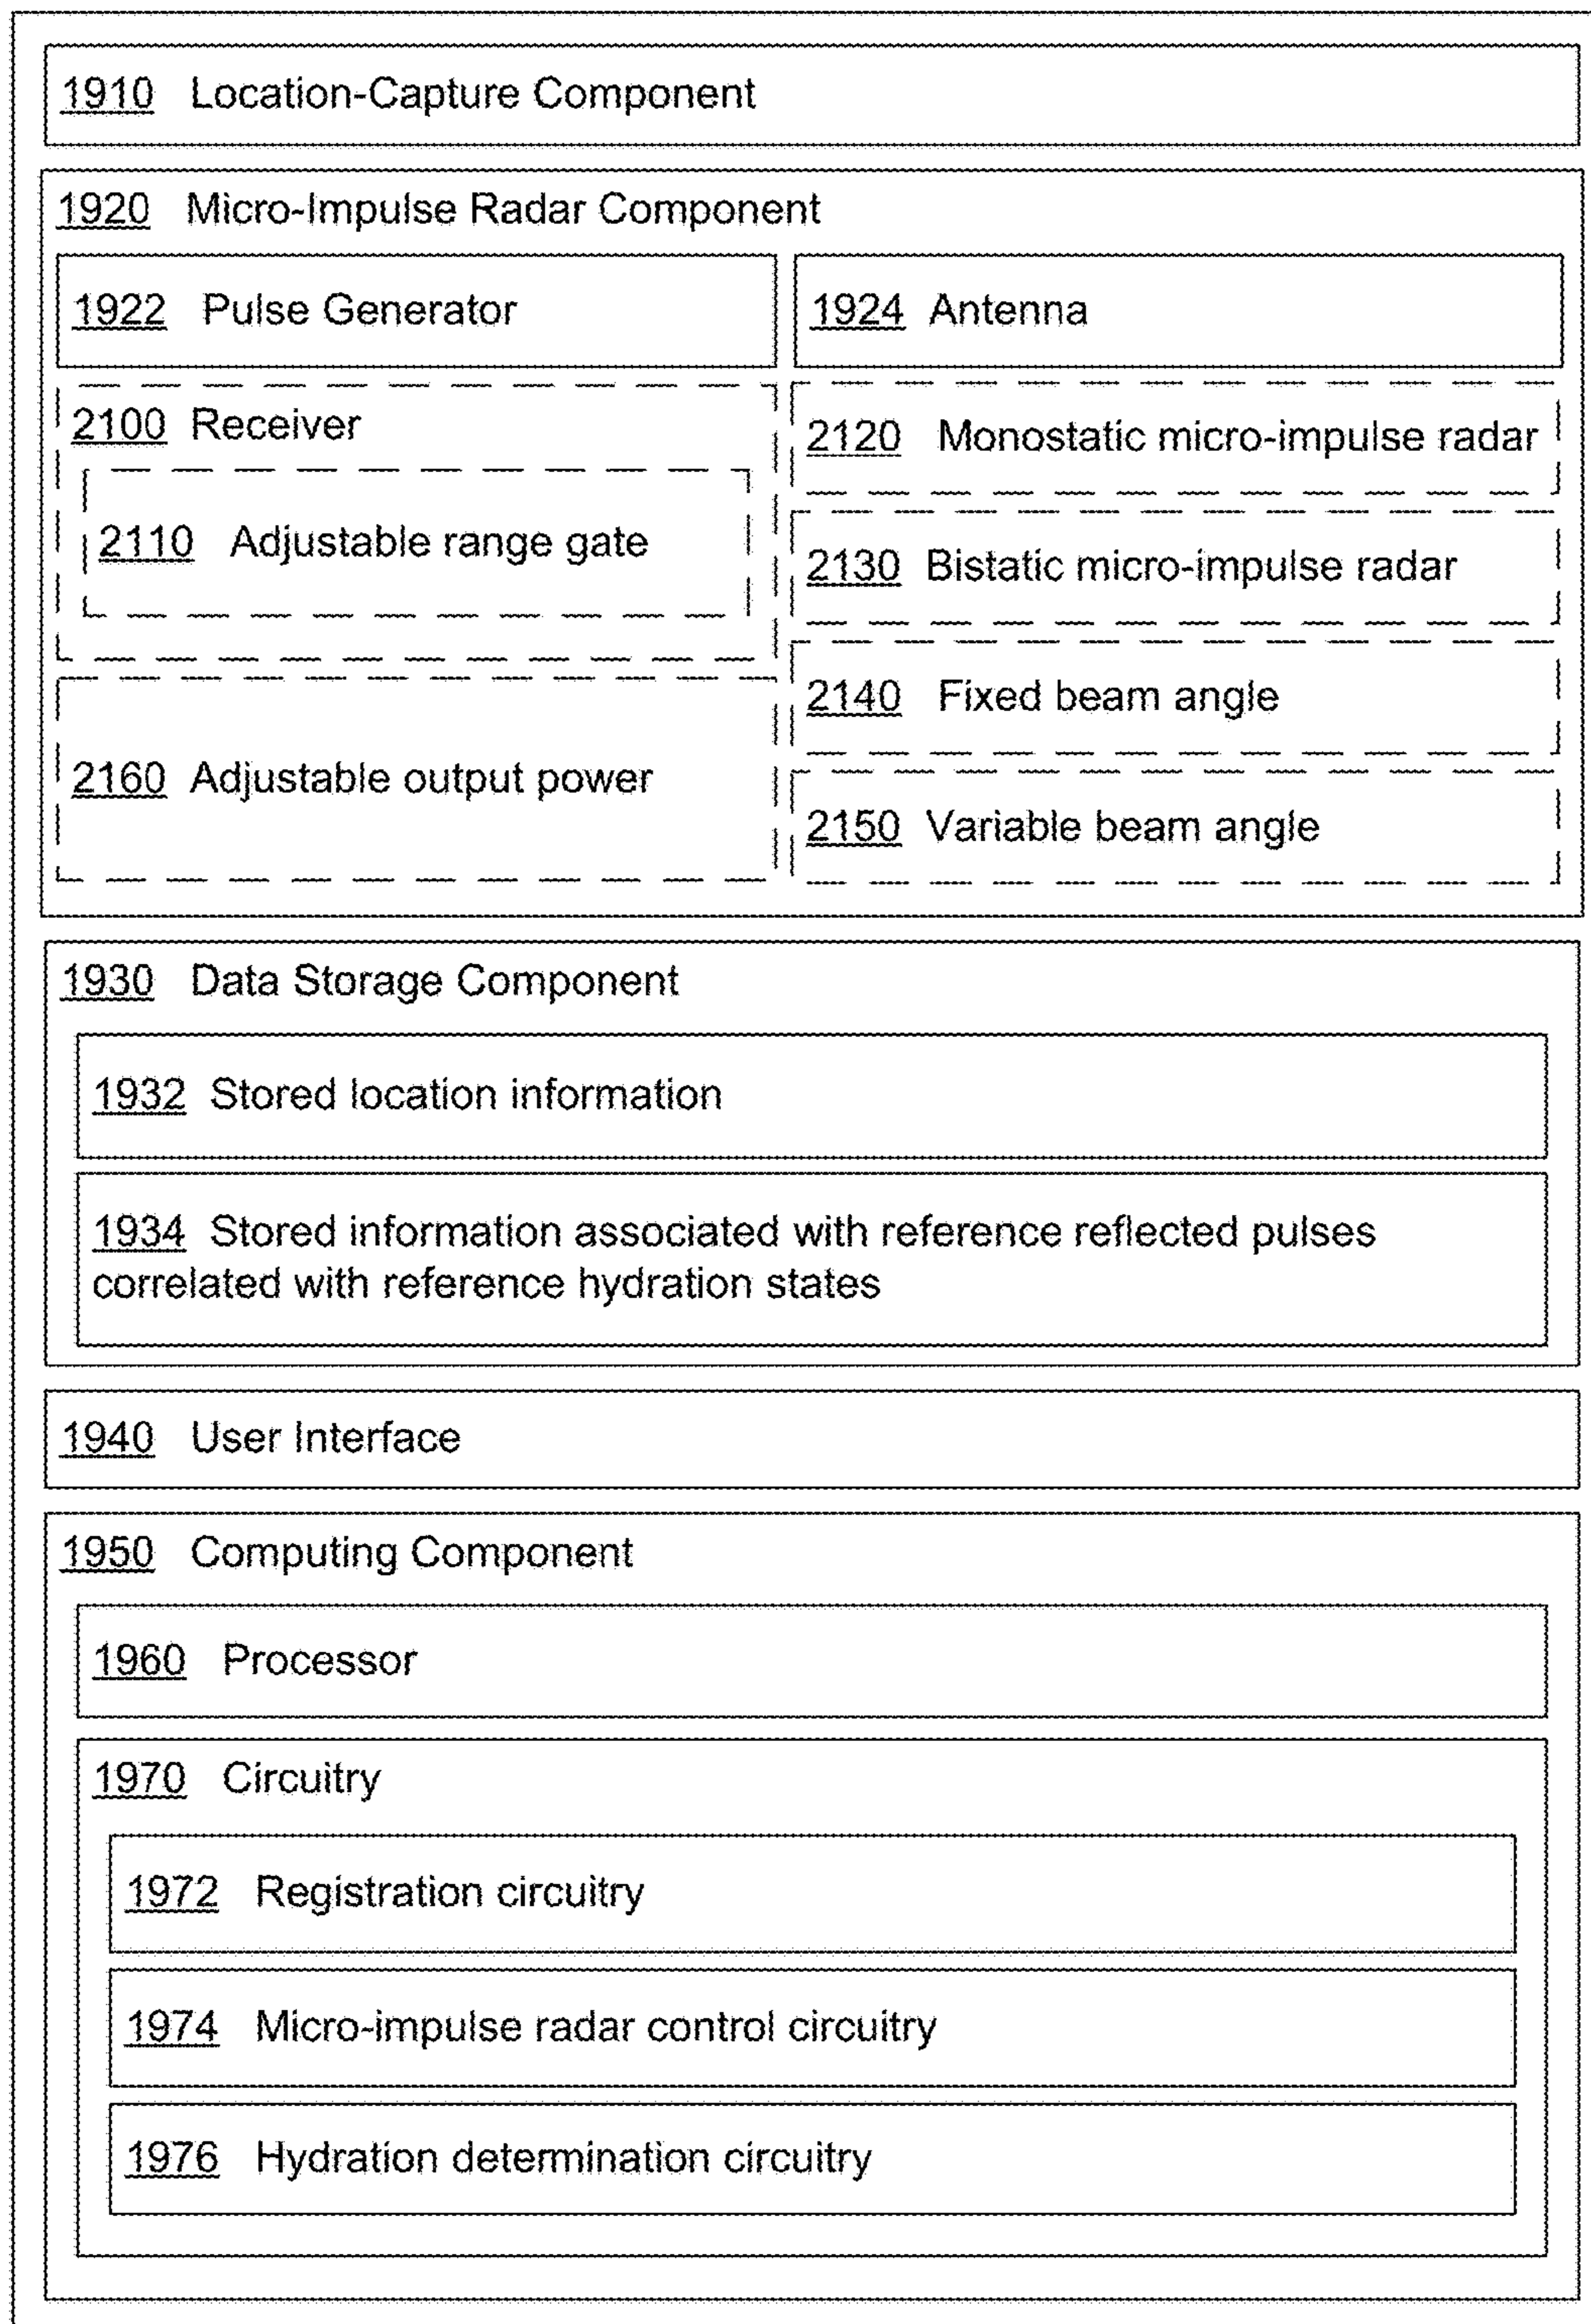 1910 Location-Capture Component
1920 Micro-Impulse Radar Component
1922 Pulse Generator
1924 Antenna
2100 Receiver
2110 Adjustable range gate
2160 Adjustable output power
2120 Monostatic micro-impulse radar
2130 Bistatic micro-impulse radar
2140 Fixed beam angle
2150 Variable beam angle
1930 Data Storage Component
1932 Stored location information
1934 Stored information associated with reference reflected pulses
correlated with reference hydration states
1940 User Interface
1950 Computing Component
1960 Processor
1970 Circuitry
1972 Registration circuitry
1974 Micro-impulse radar control circuitry
1976 Hydration determination circuitry